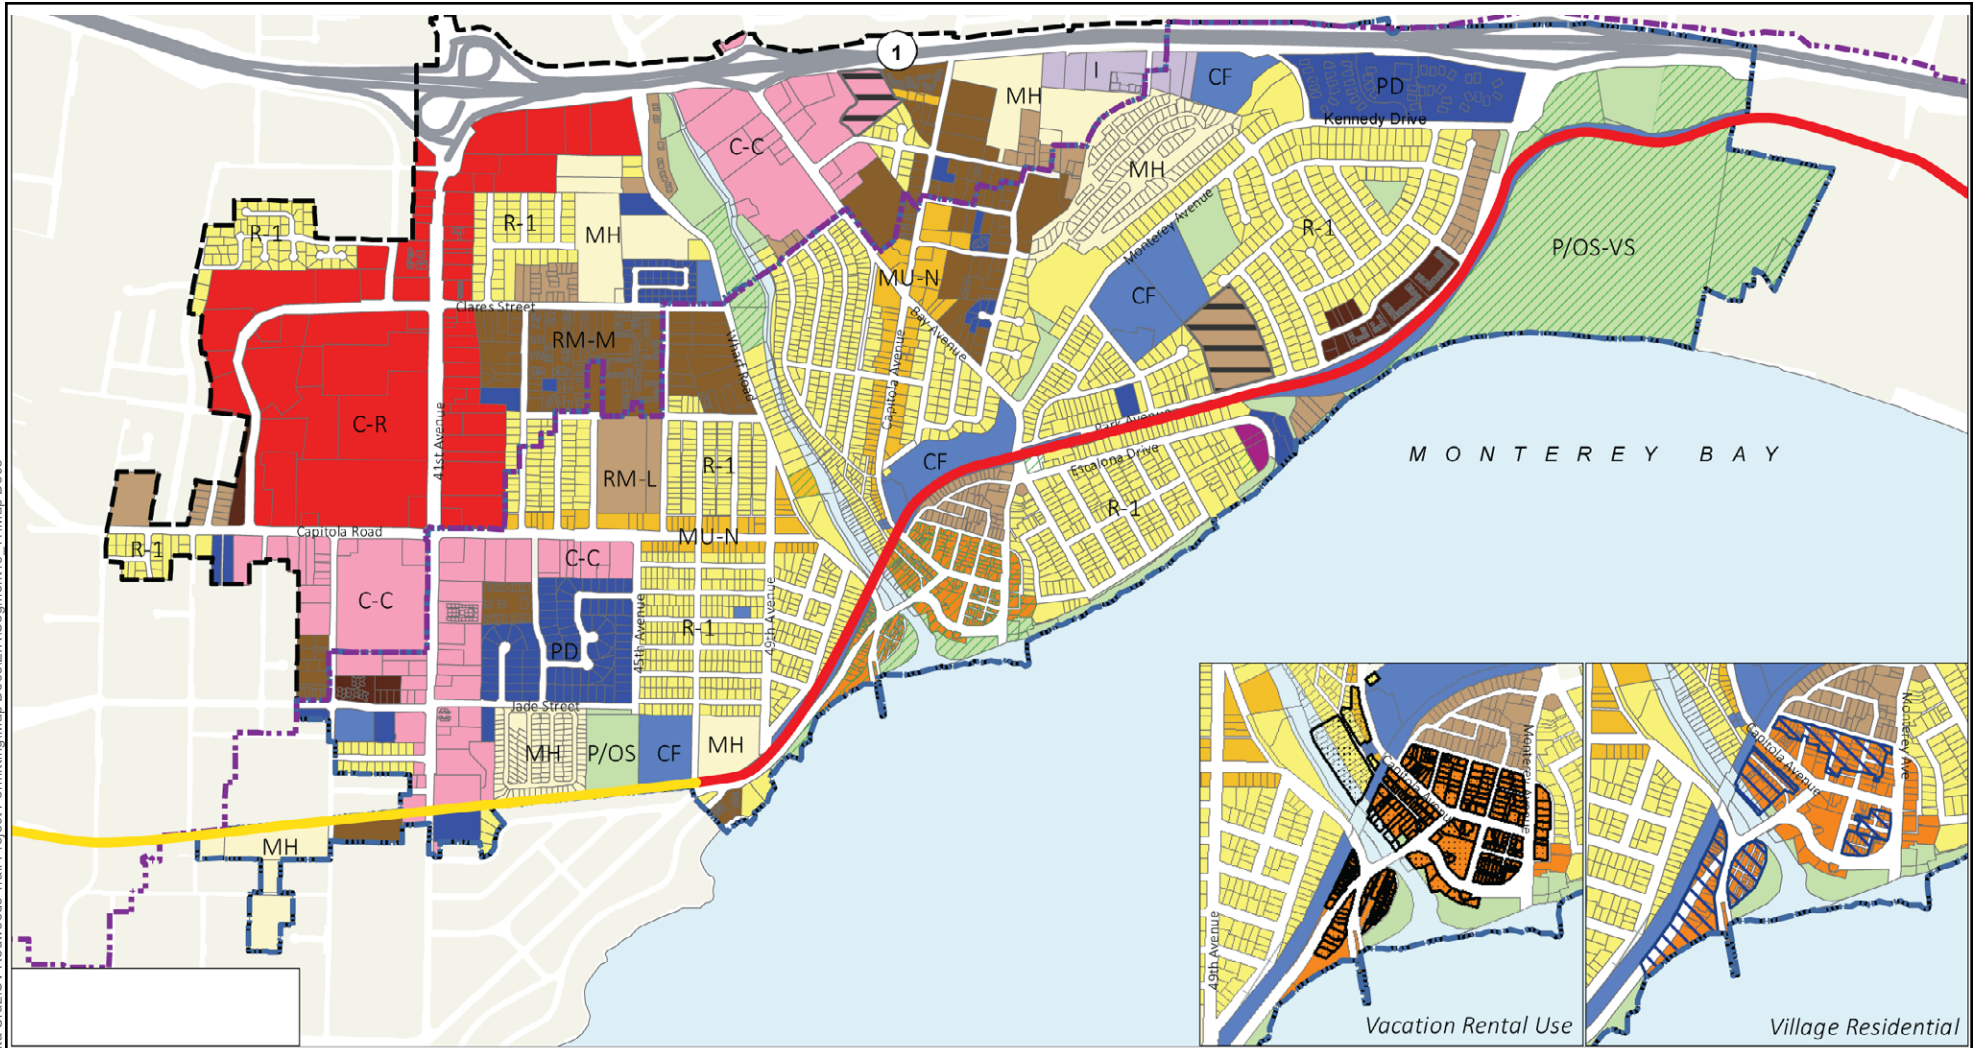 1
I
CF
PD
MH
Kennedy Drive
C-C
MH
R-1
R-1
MH
Monterey Avenue
R-1
P/OS-VS
MU-N
CF
Clares Street
Bay Avenue
RM-M
Wharf Road
Capitola Avenue
C-R
41st Avenue
Park Avenue
MONTEREY BAY
CF
Escalona Drive
R-1
RM-L
R-1
Capitola Road
MU-N
R-1
C-C
C-C
49th Avenue
45th Avenue
R-1
PD
Jade Street
MH
P/OS
CF
MH
MH
Capitola Avenue
Monterey Avenue
49th Avenue
Vacation Rental Use
Capitola Avenue
Monterey Ave
Village Residential